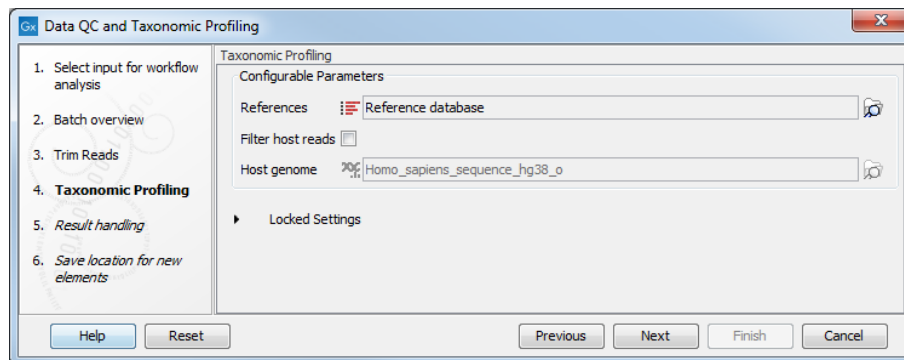 Gx Data QC and Taxonomic Profiling
1. Select input for workflow
analysis
2. Batch overview
3. Trim Reads
4. Taxonomic Profiling
5. Result handling
6. Save location for new
elements
Taxonomic Profiling
Configurable Parameters
References Reference database
Filter host reads
Host genome Homo_sapiens_sequence_hg38_o
Locked Settings
Help Reset Previous Next Finish Cancel